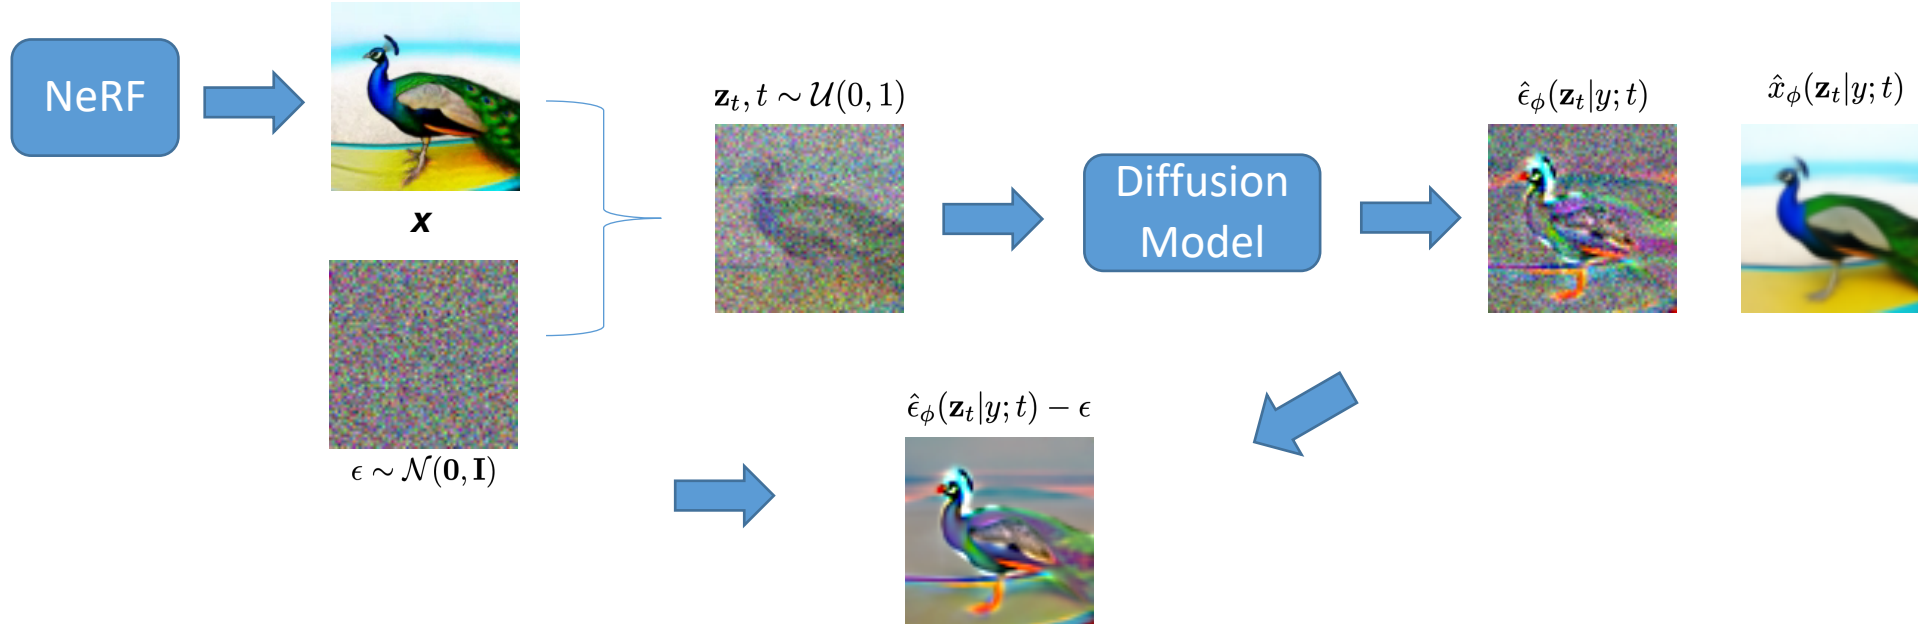 NeRF
x
ϵ ∼ 𝒩(0, I)
z_t, t ∼ 𝒰(0, 1)
Diffusion
Model
ϵ̂_ϕ(z_t|y; t)
x̂_ϕ(z_t|y; t)
ϵ̂_ϕ(z_t|y; t) − ϵ